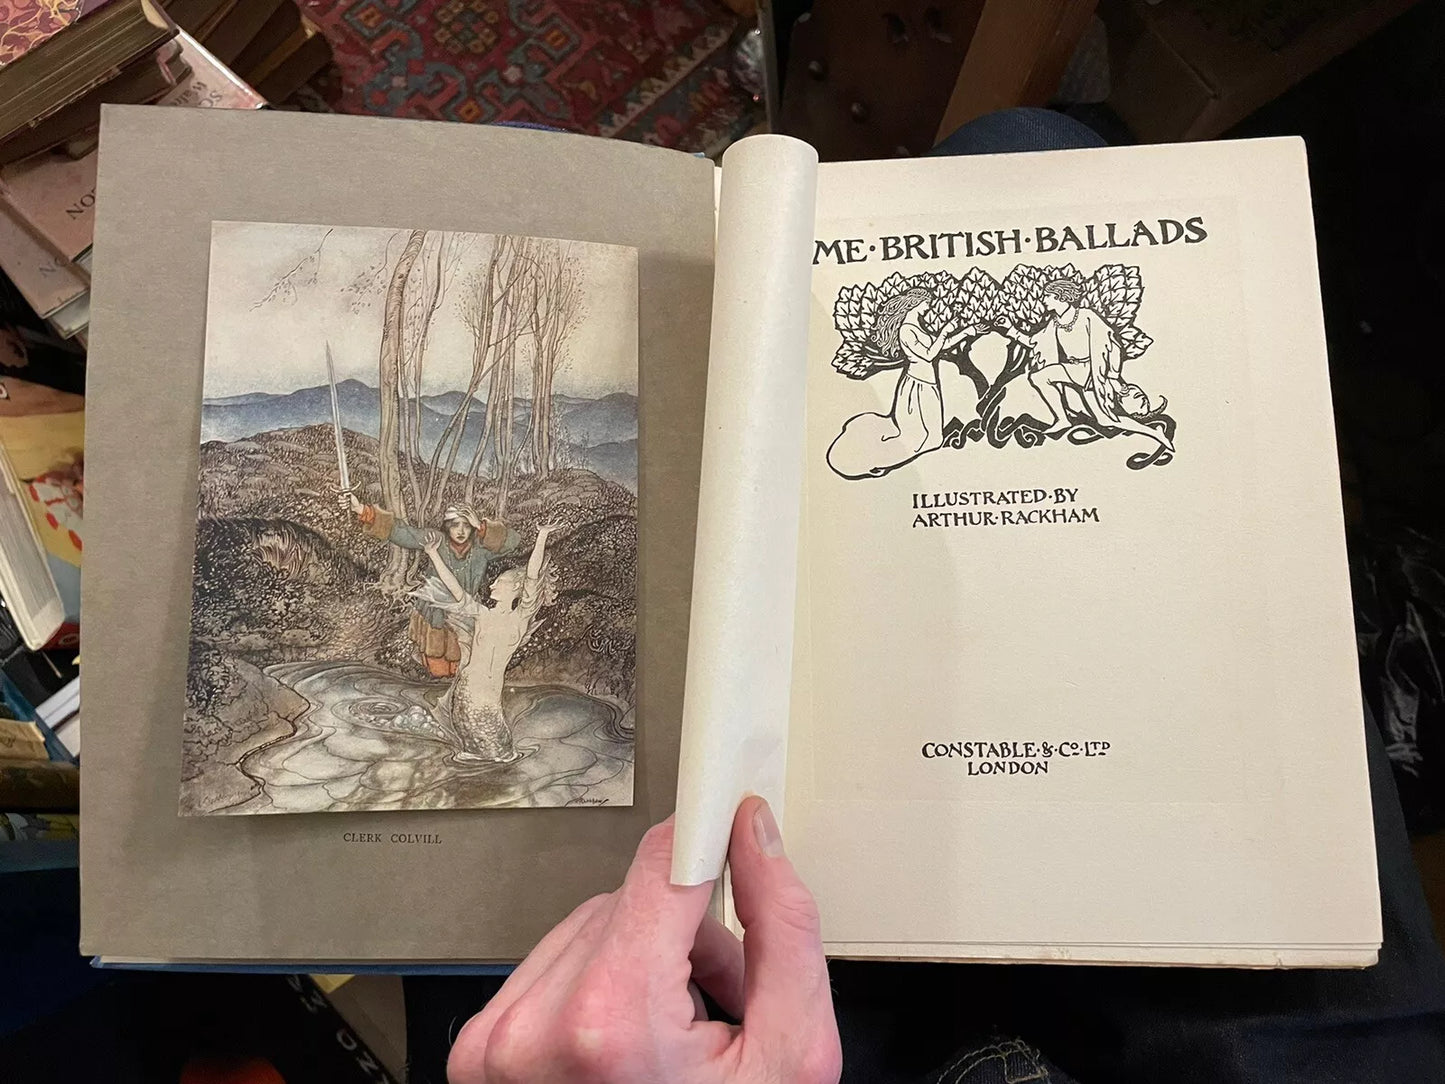 CLERK COLVILL
ME·BRITISH·BALLADS
ILLUSTRATED·BY
ARTHUR·RACKHAM
CONSTABLE·&·Co·LTD
LONDON